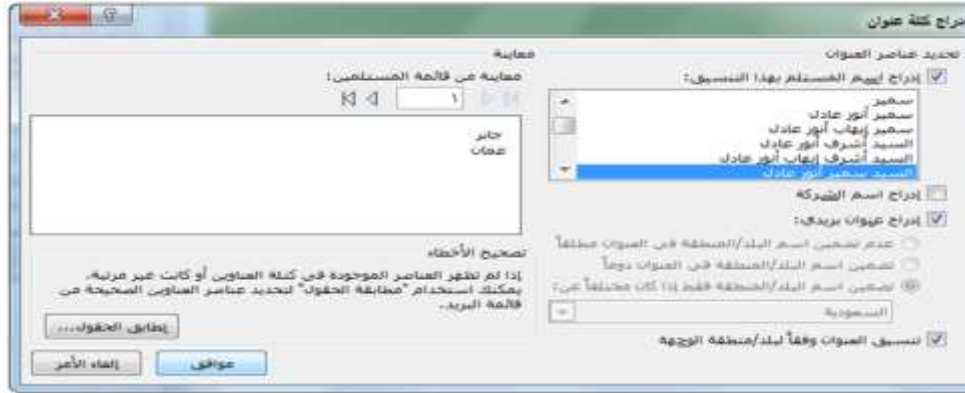 إدراج كتلة عنوان
تحديد عناصر العنوان
إدراج اسم المستلم بهذا التنسيق:
سمير
سمير أنور عادل
سمير إيهاب أنور عادل
السيد أشرف أنور عادل
السيد أشرف إيهاب أنور عادل
السيد سمير أنور عادل
إدراج اسم الشركة
إدراج عنوان بريدي:
عدم تضمين اسم البلد/المنطقة في العنوان مطلقاً
تضمين اسم البلد/المنطقة في العنوان دوماً
تضمين اسم البلد/المنطقة فقط إذا كان مختلفاً عن:
السعودية
تنسيق العنوان وفقاً لبلد/منطقة الوجهة
معاينة
معاينة من قائمة المستلمين:
١
جابر
عمان
تصحيح الأخطاء
إذا لم تظهر العناصر الموجودة في كتلة العناوين أو كانت غير مرتبة،
يمكنك استخدام "مطابقة الحقول" لتحديد عناصر العناوين الصحيحة من
قائمة البريد.
تطابق الحقول...
موافق
إلغاء الأمر